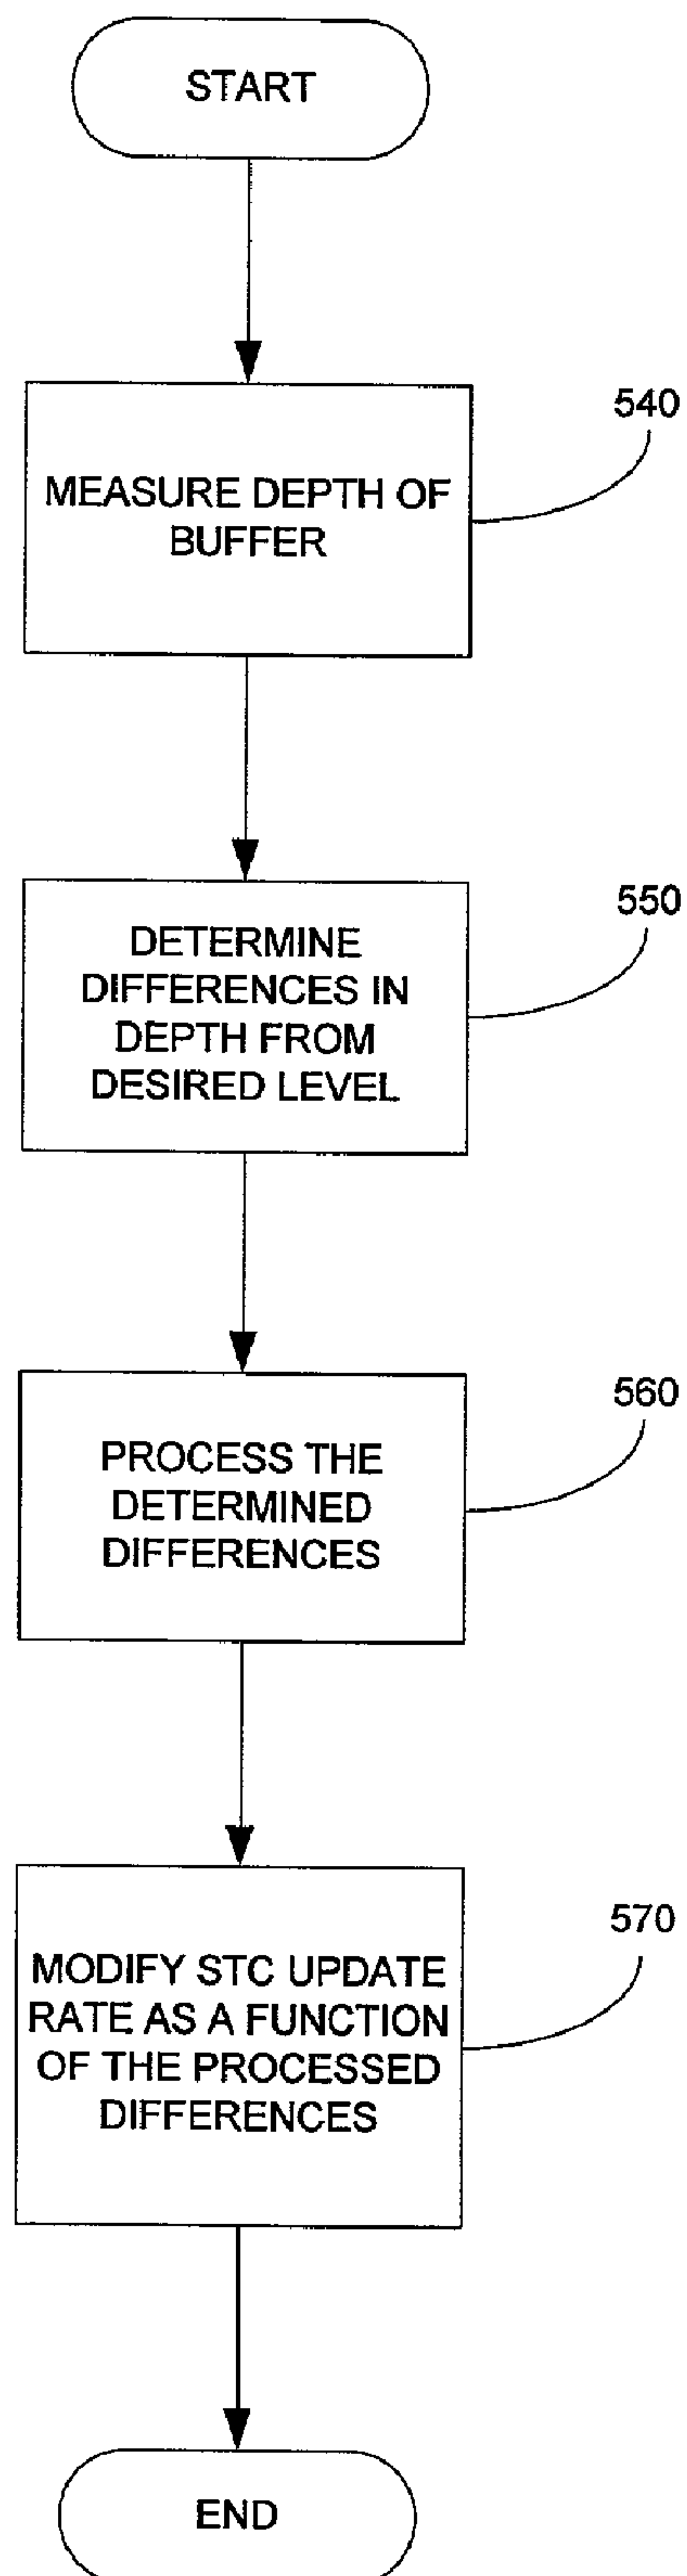 START
540
MEASURE DEPTH OF
BUFFER
550
DETERMINE
DIFFERENCES IN
DEPTH FROM
DESIRED LEVEL
560
PROCESS THE
DETERMINED
DIFFERENCES
570
MODIFY STC UPDATE
RATE AS A FUNCTION
OF THE PROCESSED
DIFFERENCES
END